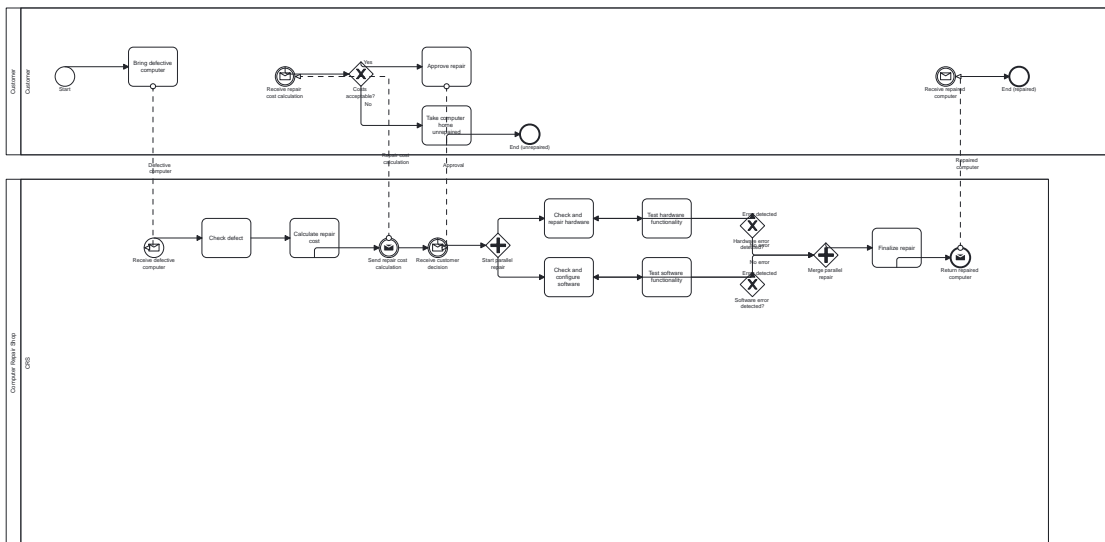 Customer
Customer
Start
Bring defective
computer
Receive repair
cost calculation
Costs
acceptable?
Yes
No
Approve repair
Take computer
home
unrepaired
End (unrepaired)
Receive repaired
computer
End (repaired)
Defective
computer
Repair cost
calculation
Approval
Repaired
computer
Computer Repair Shop
CRS
Receive defective
computer
Check defect
Calculate repair
cost
Send repair cost
calculation
Receive customer
decision
Start parallel
repair
Check and
repair hardware
Test hardware
functionality
Error detected
Hardware error
detected?
No error
Check and
configure
software
Test software
functionality
No error
Error detected
Software error
detected?
Merge parallel
repair
Finalize repair
Return repaired
computer